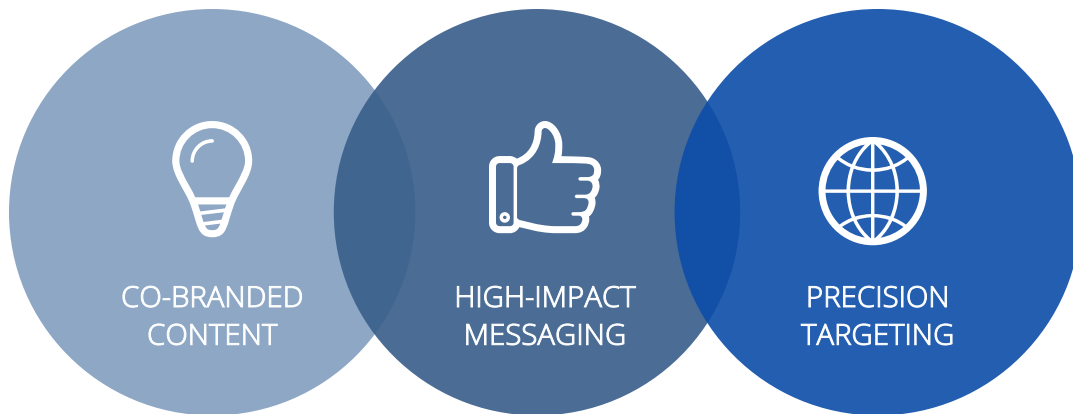 CO-BRANDED
CONTENT
HIGH-IMPACT
MESSAGING
PRECISION
TARGETING